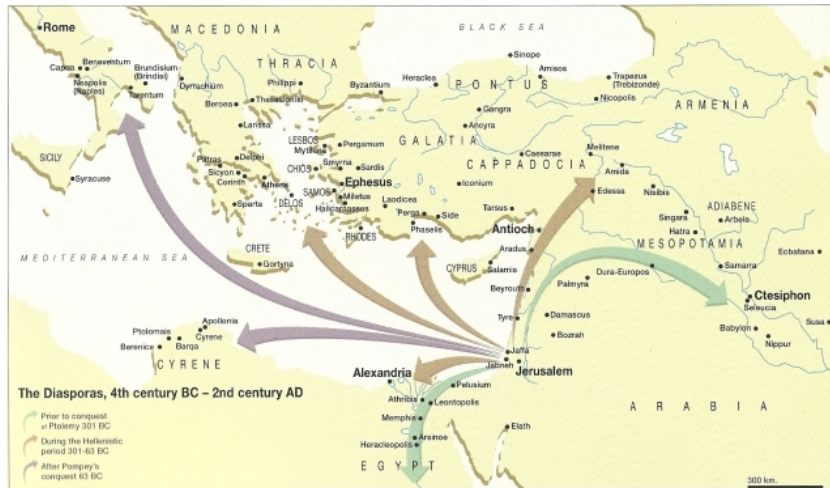 BLACK SEA
Rome
MACEDONIA
THRACIA
Capua
Beneventum
Neapolis
(Naples)
Brundisium
(Brindisi)
Tarentum
Dyrrachium
Philippi
Byzantium
Heraclea
Sinope
Amisos
PONTUS
Trapezus
(Trebizonde)
Nicopolis
ARMENIA
Beroea
Thessaloniki
Larissa
Gangra
Ancyra
GALATIA
LESBOS
Mytilene
Pergamum
CAPPADOCIA
Caesarae
Melitene
Amida
SICILY
Syracuse
Patras
Delphi
CHIOS
Smyrna
Sardis
Sicyon
Corinth
Athens
SAMOS
Ephesus
Miletus
Iconium
Edessa
Nisibis
Sparta
DELOS
Halicarnassus
Laodicea
Tarsus
Singara
ADIABENE
Arbela
Perga
Side
Phaselis
RHODES
Antioch
Hatra
MESOPOTAMIA
MEDITERRANEAN SEA
CRETE
Gortyna
CYPRUS
Salamis
Aradus
Dura-Europos
Samarra
Ecbatana
Palmyra
Beyrouth
Ctesiphon
Seleucia
Tyre
Damascus
Babylon
Susa
Ptolomais
Apollonia
Cyrene
Berenice
Barqa
Bozrah
Nippur
CYRENE
Jaffa
Jabneh
Jerusalem
Alexandria
Pelusium
Athribis
Leontopolis
ARABIA
Memphis
Elath
Arsinoe
Heracleopolis
EGYPT
The Diasporas, 4th century BC – 2nd century AD
Prior to conquest
of Ptolemy 301 BC
During the Hellenistic
period 301-63 BC
After Pompey's
conquest 63 BC
300 km.